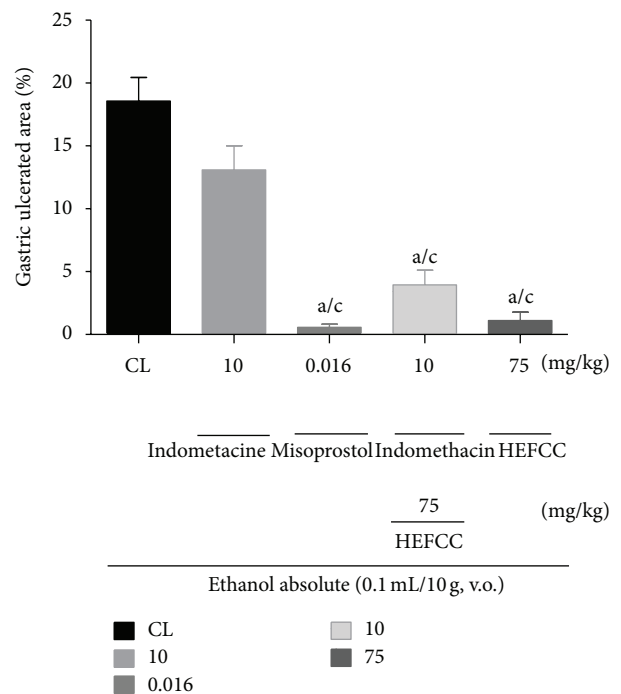 25
20
15
10
5
0
Gastric ulcerated area (%)
a/c
a/c
a/c
CL 10 0.016 10 75 (mg/kg)
Indometacine Misoprostol Indomethacin HEFCC
75 (mg/kg)
HEFCC
Ethanol absolute (0.1 mL/10 g, v.o.)
CL 10
10 75
0.016